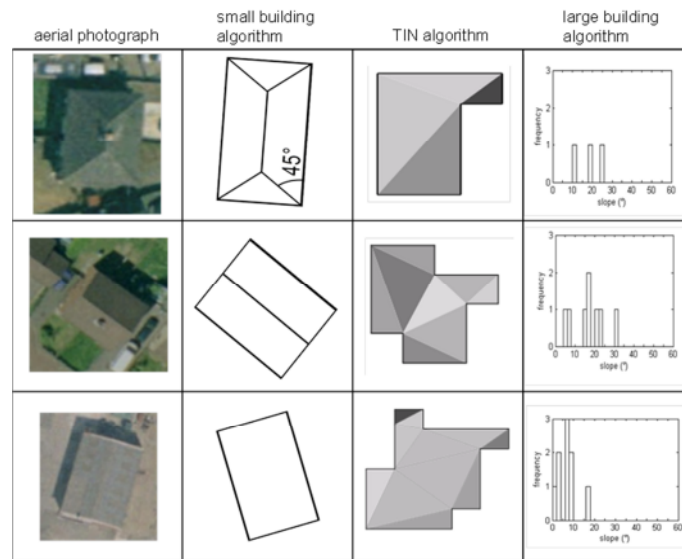 aerial photograph
small building
algorithm
TIN algorithm
large building
algorithm
45°
3
2
1
0
frequency
0 10 20 30 40 50 60
slope (°)
3
2
1
0
frequency
0 10 20 30 40 50 60
slope (°)
3
2
1
0
frequency
0 10 20 30 40 50 60
slope (°)